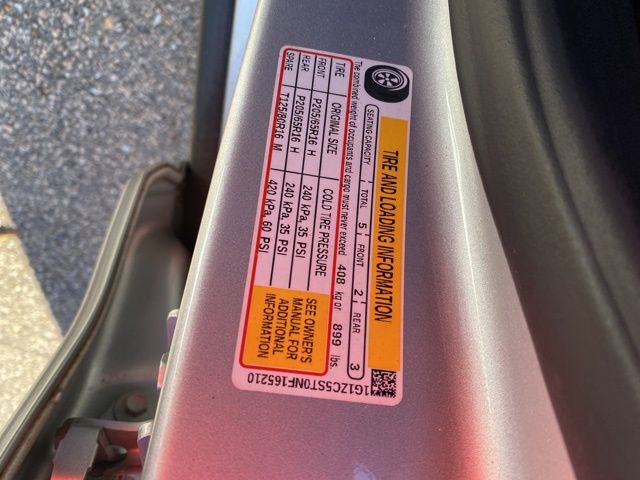 TIRE AND LOADING INFORMATION
SEATING CAPACITY TOTAL 5 FRONT 2 REAR 3
The combined weight of occupants and cargo must never exceed 408 kg or 899 lbs.
TIRE ORIGINAL SIZE COLD TIRE PRESSURE
FRONT P205/65R16 H 240 kPa, 35 PSI
REAR P205/65R16 H 240 kPa, 35 PSI
SPARE T125/80R16 M 420 kPa, 60 PSI
SEE OWNER'S
MANUAL FOR
ADDITIONAL
INFORMATION
1G1ZC5ST0NF165210